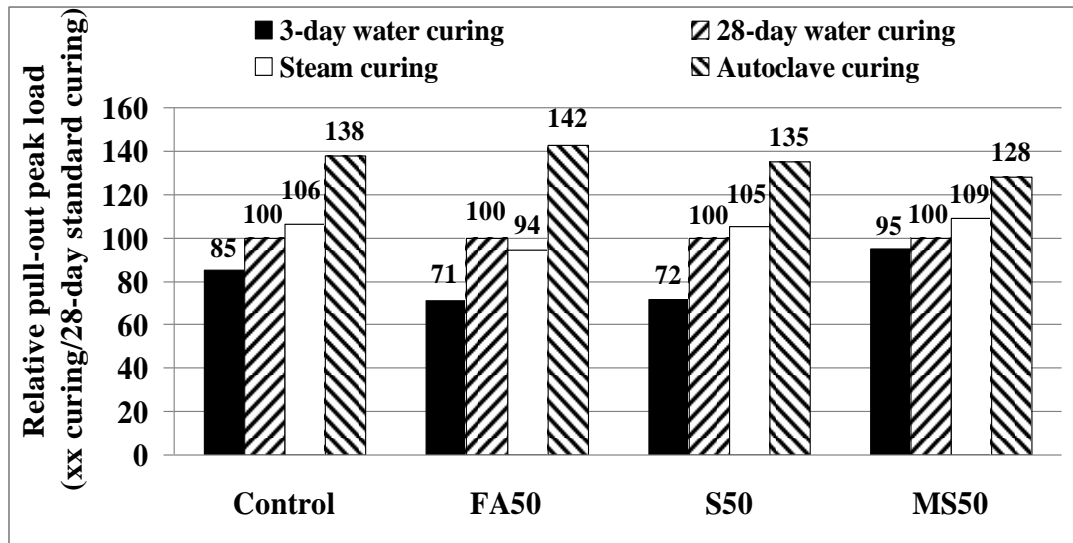 3-day water curing
28-day water curing
Steam curing
Autoclave curing
Relative pull-out peak load
(xx curing/28-day standard curing)
160
140
120
100
80
60
40
20
0
85
100
106
138
71
100
94
142
72
100
105
135
95
100
109
128
Control
FA50
S50
MS50